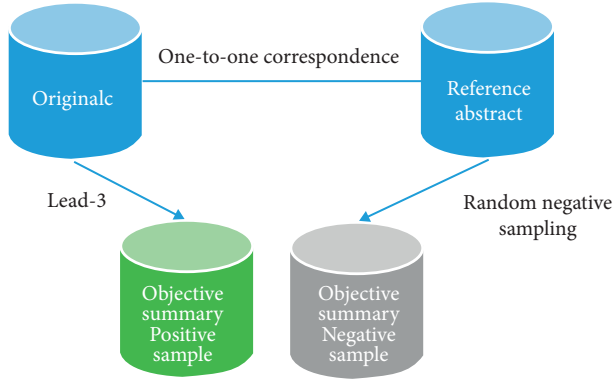 One-to-one correspondence
Originalc
Reference
abstract
Lead-3
Random negative
sampling
Objective
summary
Positive
sample
Objective
summary
Negative
sample